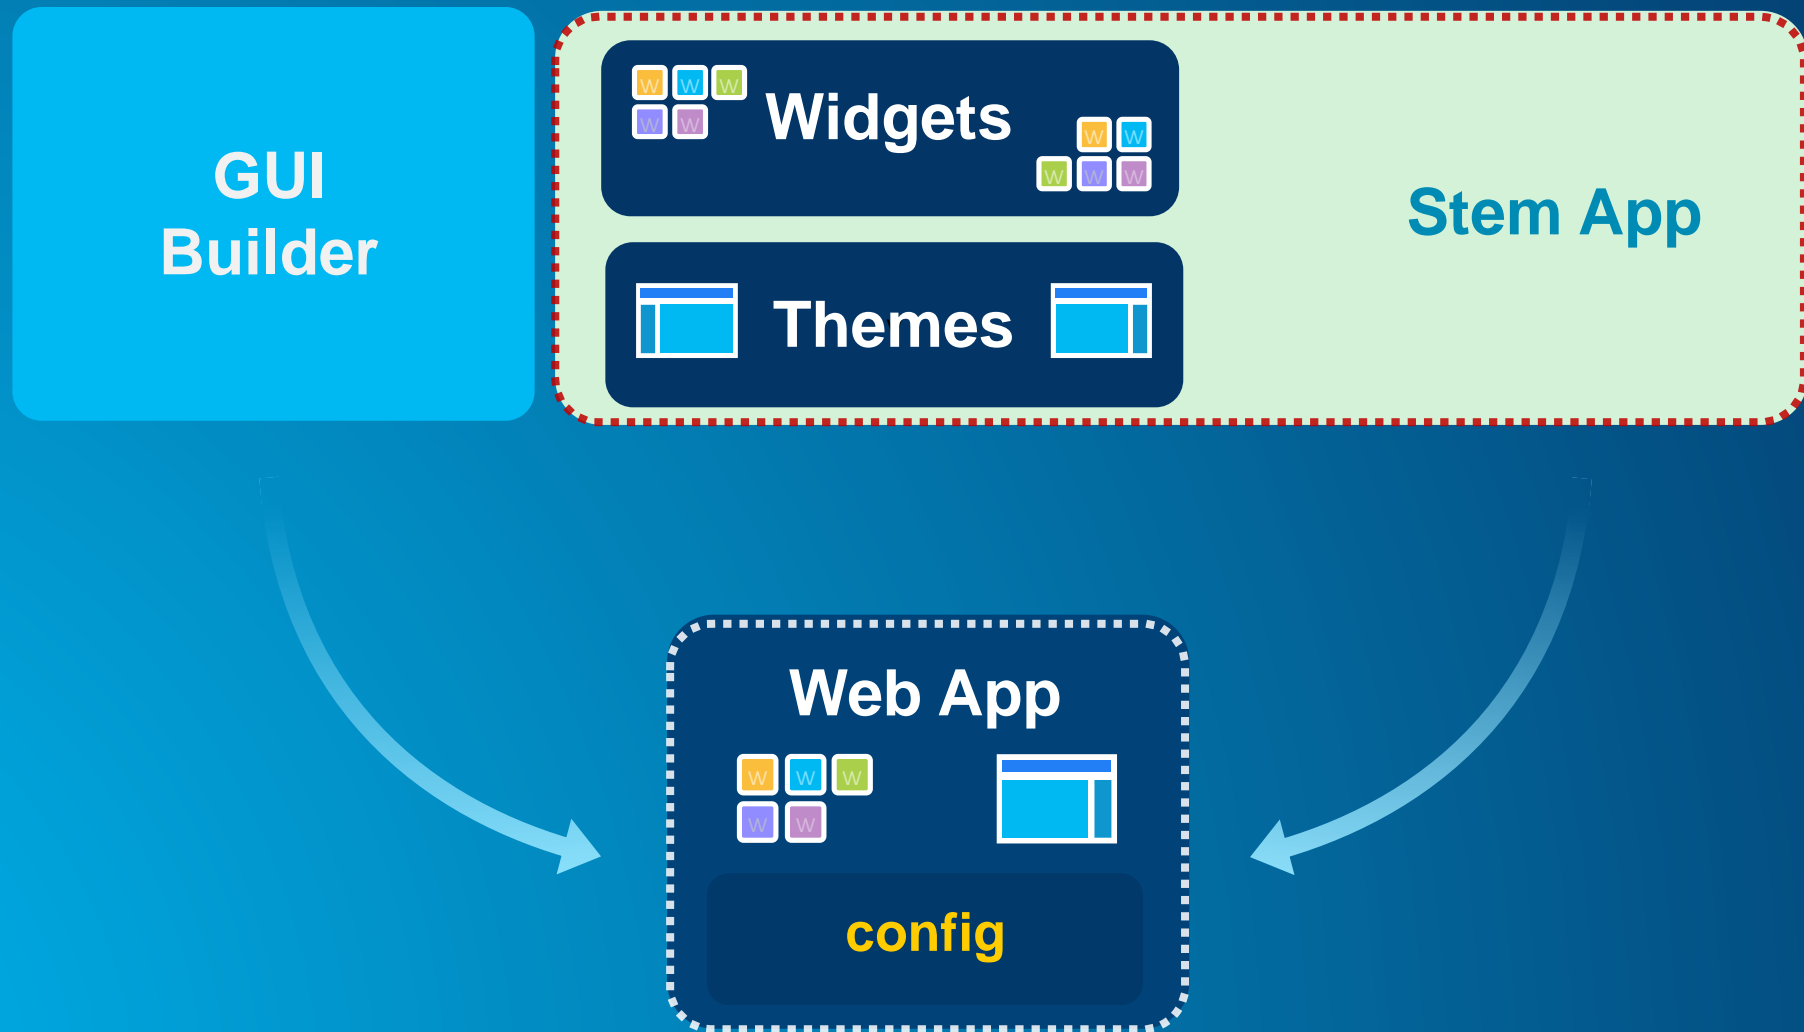 GUI
Builder
W W W
W W
Widgets
W W
W W W
Themes
Stem App
Web App
W W W
W W
config